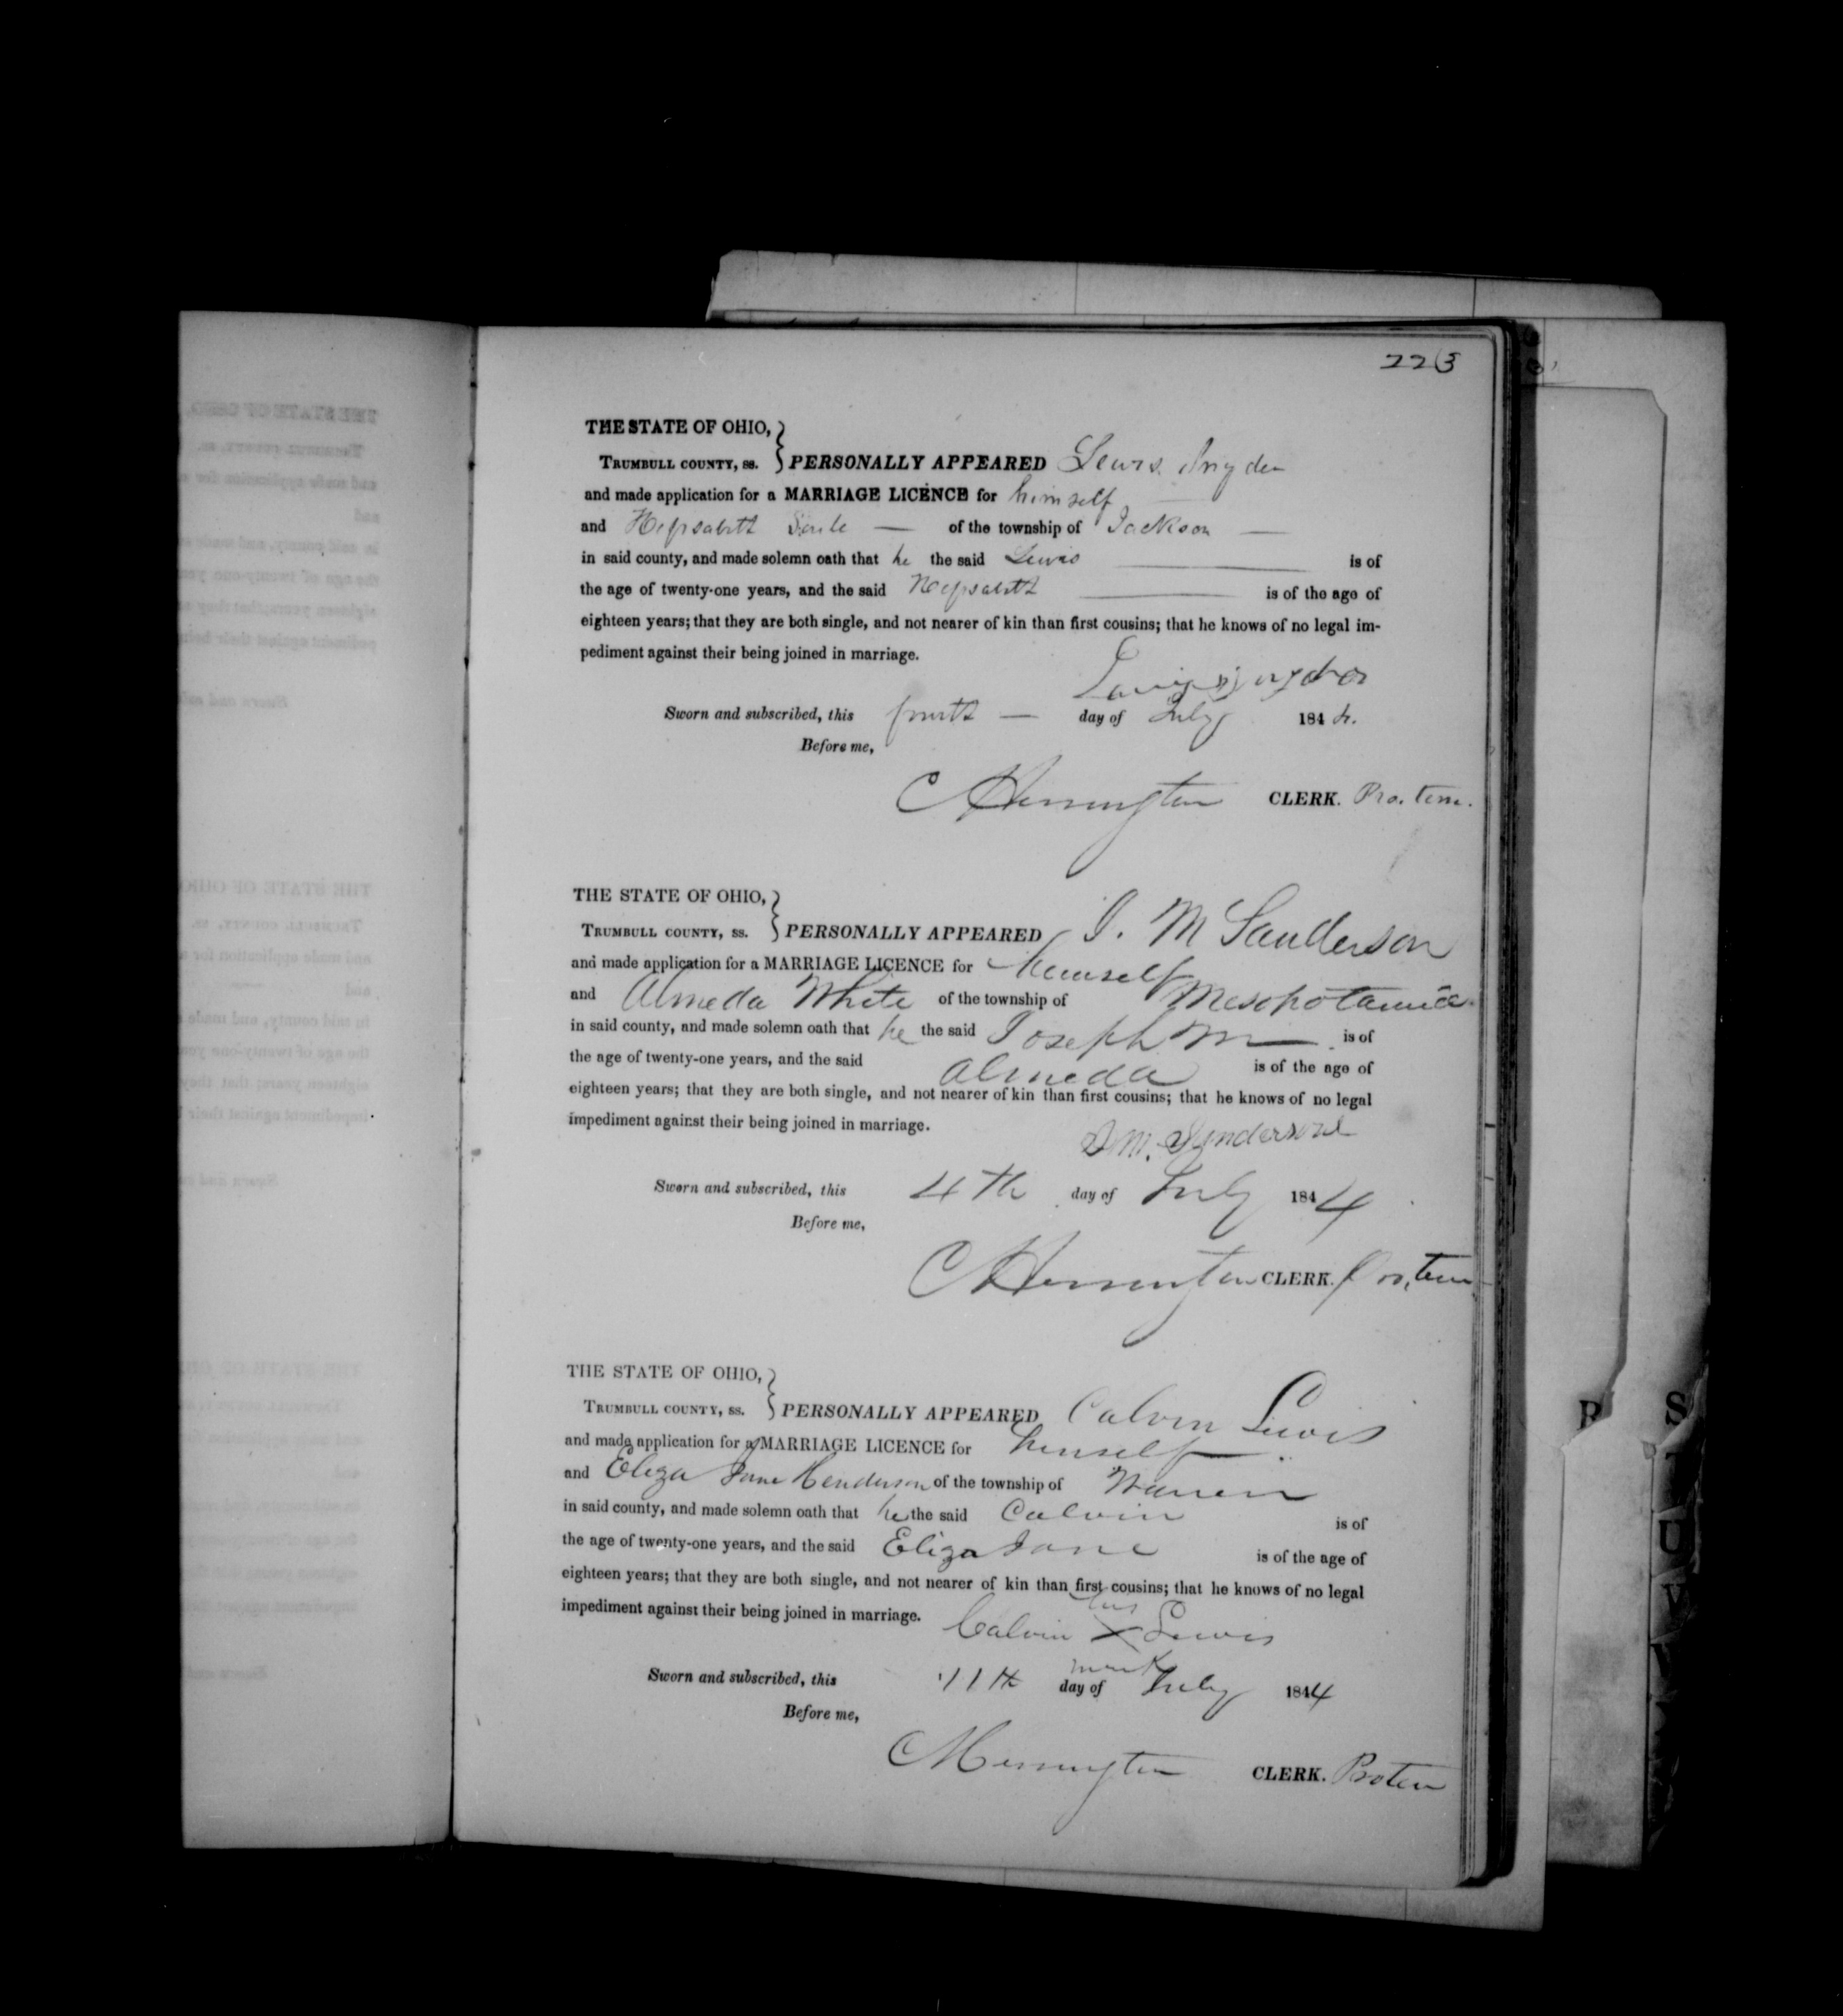 223
THE STATE OF OHIO,
TRUMBULL COUNTY, ss. } PERSONALLY APPEARED Lewis Snyder
and made application for a MARRIAGE LICENCE for himself
and Hepsabeth Soule — of the township of Jackson —
in said county, and made solemn oath that he the said Lewis — is of
the age of twenty-one years, and the said Hepsabeth — is of the age of
eighteen years; that they are both single, and not nearer of kin than first cousins; that he knows of no legal im-
pediment against their being joined in marriage.
Sworn and subscribed, this fourth — day of July 184 4.
Before me,
C Herrington CLERK. Pro. tem.
THE STATE OF OHIO,
TRUMBULL COUNTY, ss. } PERSONALLY APPEARED J. M Sanderson
and made application for a MARRIAGE LICENCE for himself
and Almeda White of the township of Mesopotamia
in said county, and made solemn oath that he the said Joseph M — is of
the age of twenty-one years, and the said Almeda is of the age of
eighteen years; that they are both single, and not nearer of kin than first cousins; that he knows of no legal
impediment against their being joined in marriage.
J M. Sanderson
Sworn and subscribed, this 4th day of July 184 4
Before me,
C Herrington CLERK. Pro. tem
THE STATE OF OHIO,
TRUMBULL COUNTY, ss. } PERSONALLY APPEARED Calvin Lewis
and made application for a MARRIAGE LICENCE for himself
and Eliza Jane Henderson of the township of Warren
in said county, and made solemn oath that he the said Calvin is of
the age of twenty-one years, and the said Eliza Jane is of the age of
eighteen years; that they are both single, and not nearer of kin than first cousins; that he knows of no legal
impediment against their being joined in marriage.
his
Calvin X Lewis
mark
Sworn and subscribed, this 11th day of July 1844
Before me,
C Herrington CLERK. Pro tem
R
S
U
V